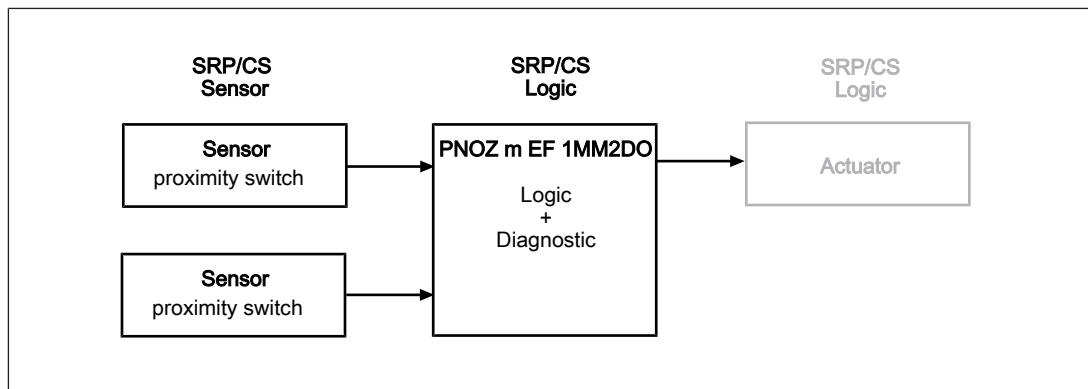 SRP/CS
Sensor
SRP/CS
Logic
SRP/CS
Logic
Sensor
proximity switch
PNOZ m EF 1MM2DO
Logic
+
Diagnostic
Actuator
Sensor
proximity switch